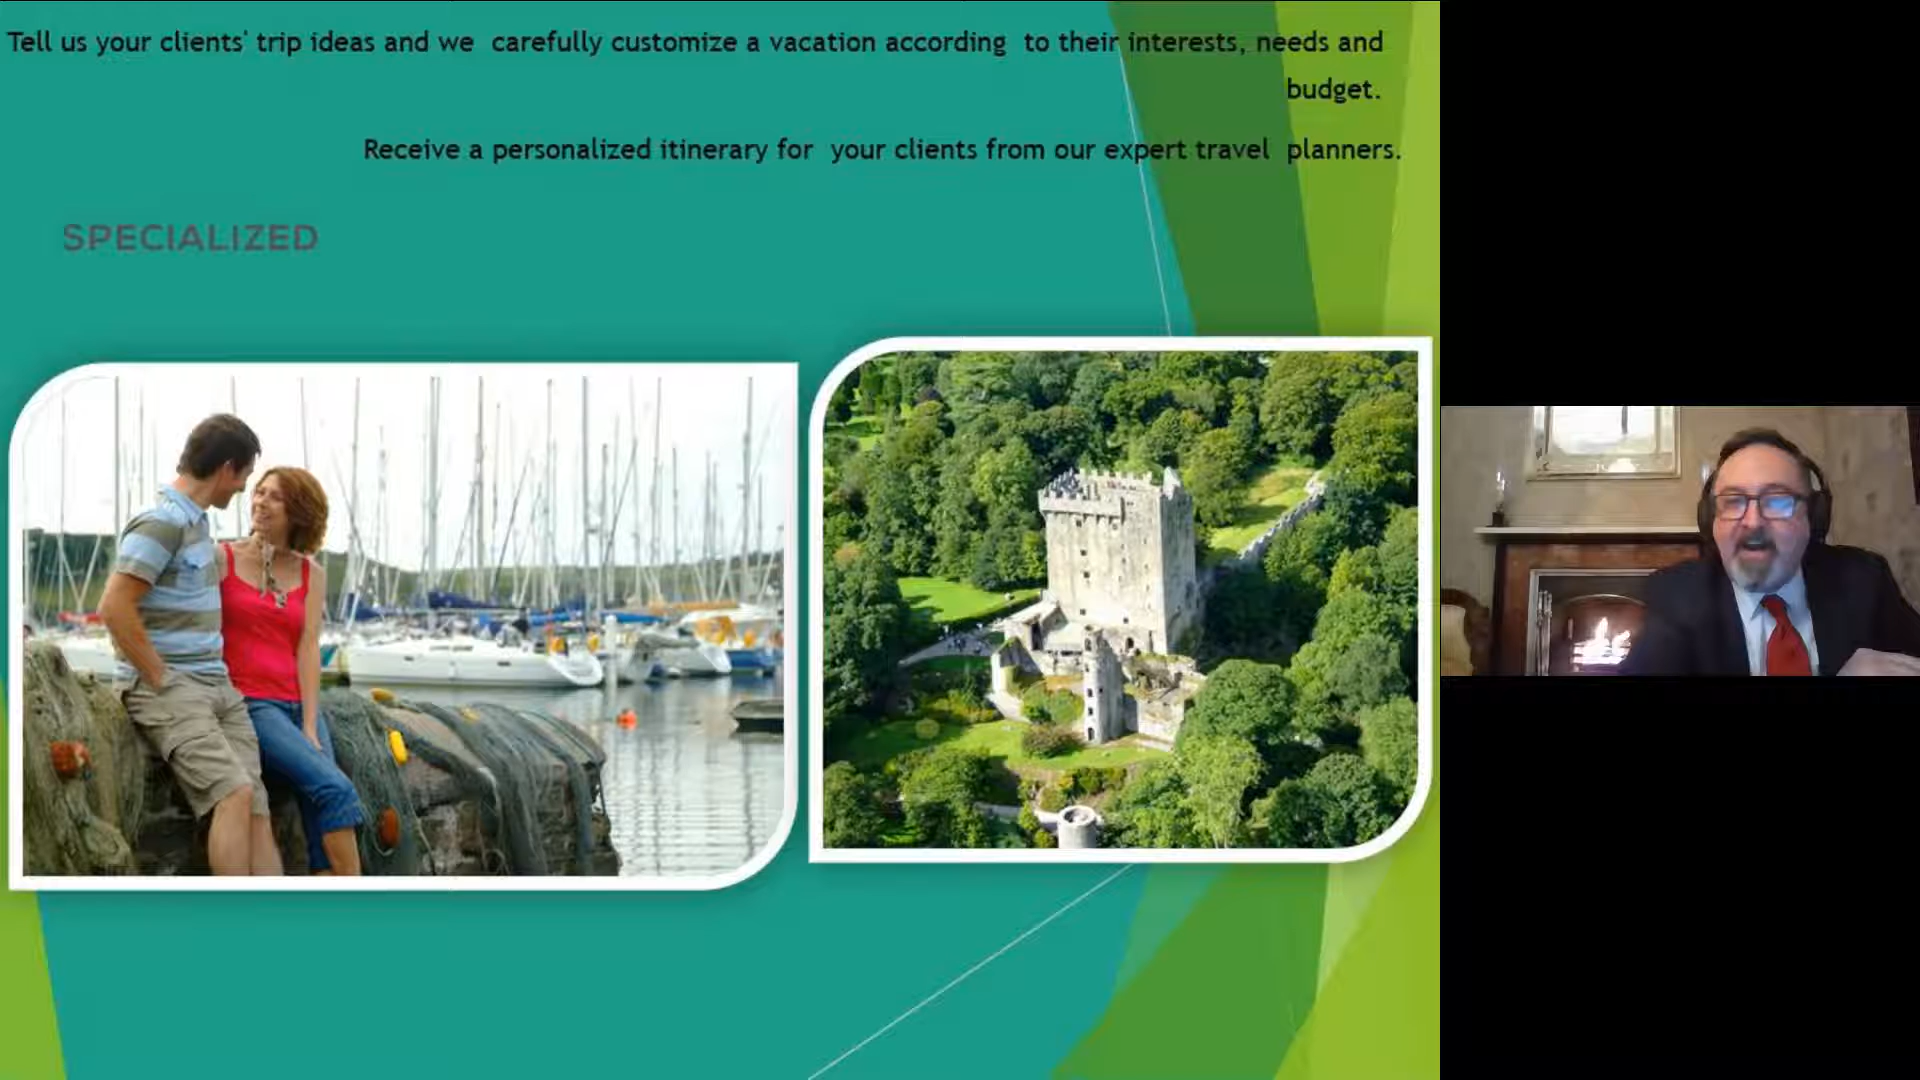 Tell us your clients' trip ideas and we carefully customize a vacation according to their interests, needs and
budget.
Receive a personalized itinerary for your clients from our expert travel planners.
SPECIALIZED